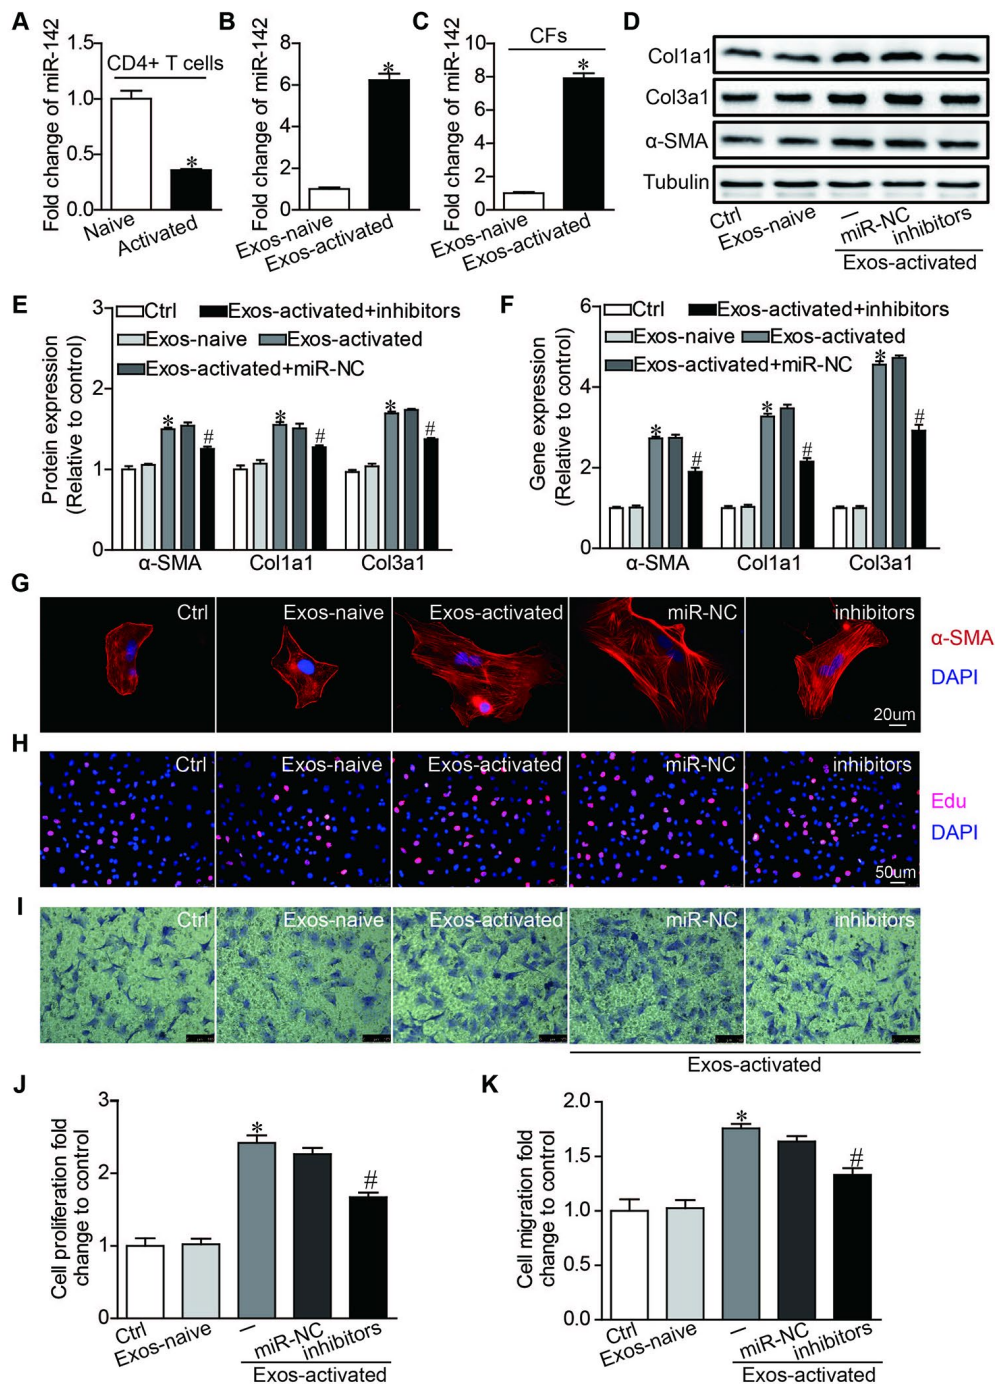 A
Fold change of miR-142
1.5
1.0
0.5
0.0
CD4+ T cells
*
Naive
Activated
B
Fold change of miR-142
8
6
4
2
0
*
Exos-naive
Exos-activated
C
Fold change of miR-142
10
8
6
4
2
0
CFs
*
Exos-naive
Exos-activated
D
Col1a1
Col3a1
α-SMA
Tubulin
Ctrl
Exos-naive
—
miR-NC
inhibitors
Exos-activated
E
Protein expression
(Relative to control)
3
2
1
0
Ctrl
Exos-activated+inhibitors
Exos-naive
Exos-activated
Exos-activated+miR-NC
* # * # * #
α-SMA Col1a1 Col3a1
F
Gene expression
(Relative to control)
6
4
2
0
Ctrl
Exos-activated+inhibitors
Exos-naive
Exos-activated
Exos-activated+miR-NC
* # * # * #
α-SMA Col1a1 Col3a1
G
Ctrl Exos-naive Exos-activated miR-NC inhibitors
α-SMA
DAPI
20um
H
Ctrl Exos-naive Exos-activated miR-NC inhibitors
Edu
DAPI
50um
I
Ctrl Exos-naive Exos-activated miR-NC inhibitors
Exos-activated
J
Cell proliferation fold
change to control
3
2
1
0
*
#
Ctrl
Exos-naive
—
miR-NC
inhibitors
Exos-activated
K
Cell migration fold
change to control
2.0
1.5
1.0
0.5
0.0
*
#
Ctrl
Exos-naive
—
miR-NC
inhibitors
Exos-activated